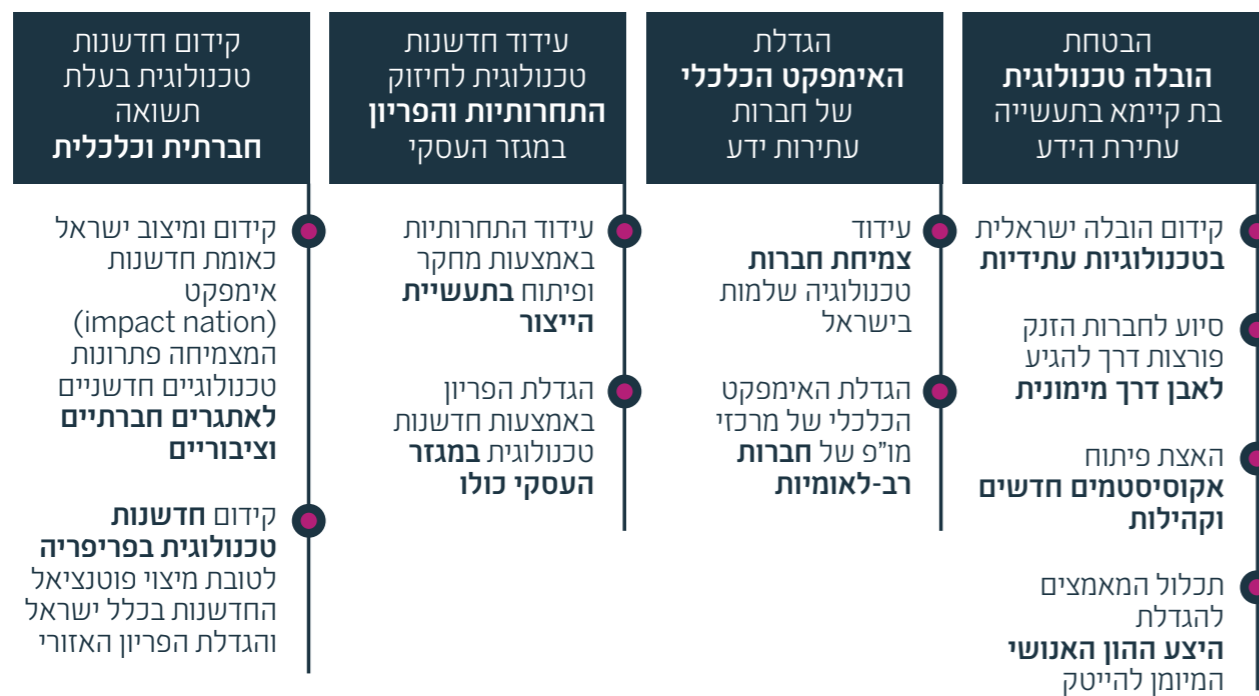 הבטחת
הובלה טכנולוגית
בת קיימא בתעשייה
עתירת הידע
קידום הובלה ישראלית
בטכנולוגיות עתידיות
סיוע לחברות הזנק
פורצות דרך להגיע
לאבן דרך מימונית
האצת פיתוח
אקוסיסטמים חדשים
וקהילות
תכלול המאמצים
להגדלת
היצע ההון האנושי
המיומן להייטק
הגדלת
האימפקט הכלכלי
של חברות
עתירות ידע
עידוד
צמיחת חברות
טכנולוגיה שלמות
בישראל
הגדלת האימפקט
הכלכלי של מרכזי
מו"פ של חברות
רב-לאומיות
עידוד חדשנות
טכנולוגית לחיזוק
התחרותיות והפריון
במגזר העסקי
עידוד התחרותיות
באמצעות מחקר
ופיתוח בתעשיית
הייצור
הגדלת הפריון
באמצעות חדשנות
טכנולוגית במגזר
העסקי כולו
קידום חדשנות
טכנולוגית בעלת
תשואה
חברתית וכלכלית
קידום ומיצוב ישראל
כאומת חדשנות
אימפקט
(impact nation)
המצמיחה פתרונות
טכנולוגיים חדשניים
לאתגרים חברתיים
וציבוריים
קידום חדשנות
טכנולוגית בפריפריה
לטובת מיצוי פוטנציאל
החדשנות בכלל ישראל
והגדלת הפריון האזורי